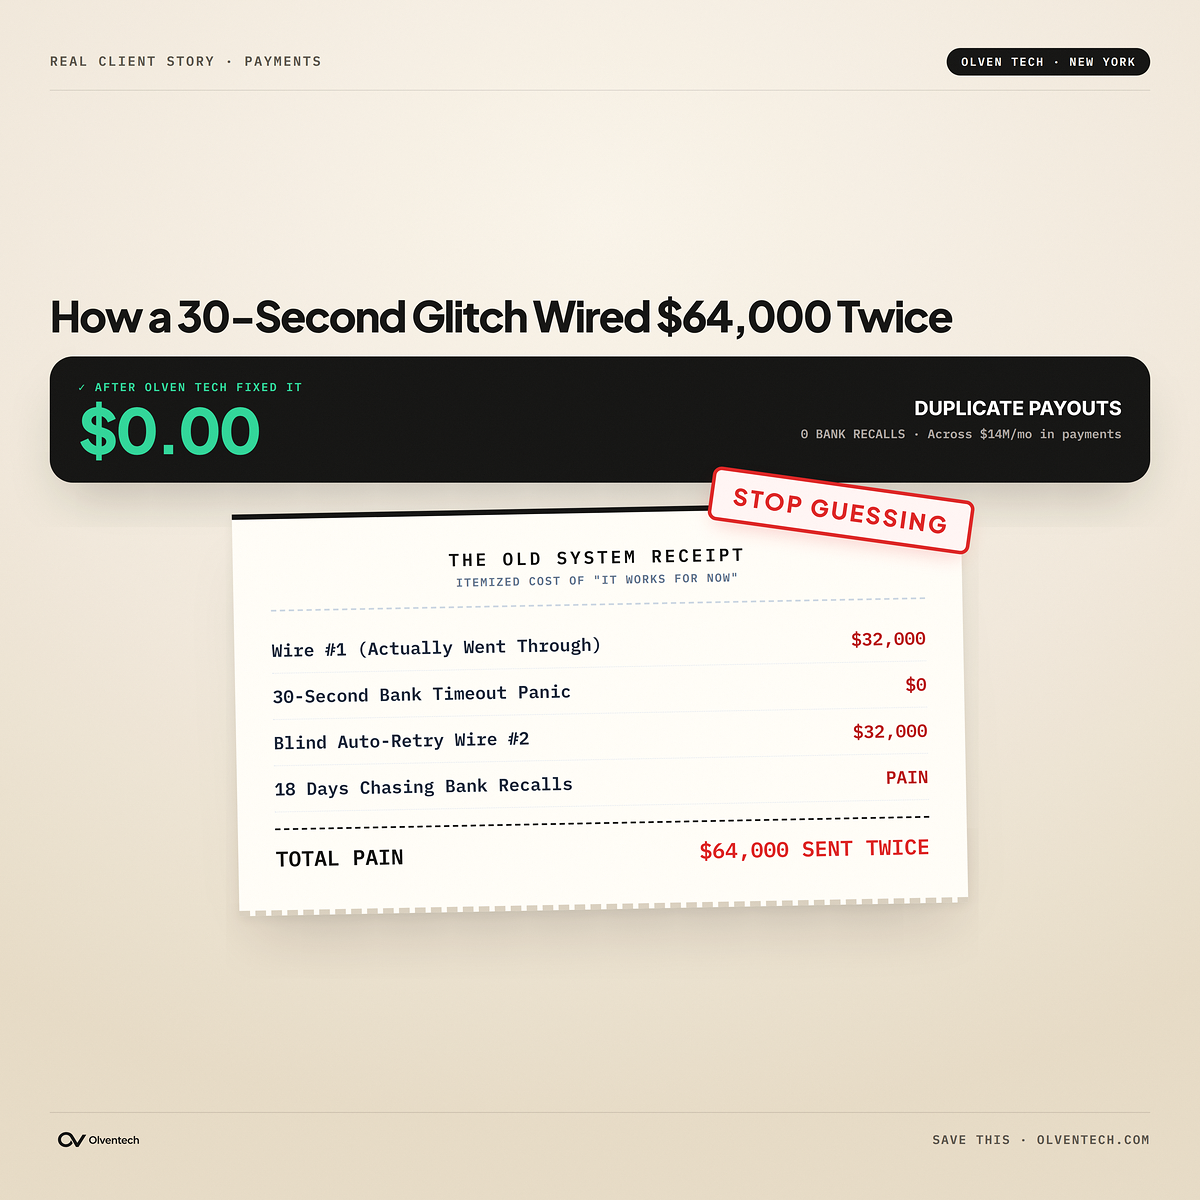 REAL CLIENT STORY · PAYMENTS
OLVEN TECH · NEW YORK
How a 30-Second Glitch Wired $64,000 Twice
✓ AFTER OLVEN TECH FIXED IT
$0.00
DUPLICATE PAYOUTS
0 BANK RECALLS · Across $14M/mo in payments
STOP GUESSING
THE OLD SYSTEM RECEIPT
ITEMIZED COST OF "IT WORKS FOR NOW"
Wire #1 (Actually Went Through) $32,000
30-Second Bank Timeout Panic $0
Blind Auto-Retry Wire #2 $32,000
18 Days Chasing Bank Recalls PAIN
TOTAL PAIN $64,000 SENT TWICE
Olventech
SAVE THIS · OLVENTECH.COM